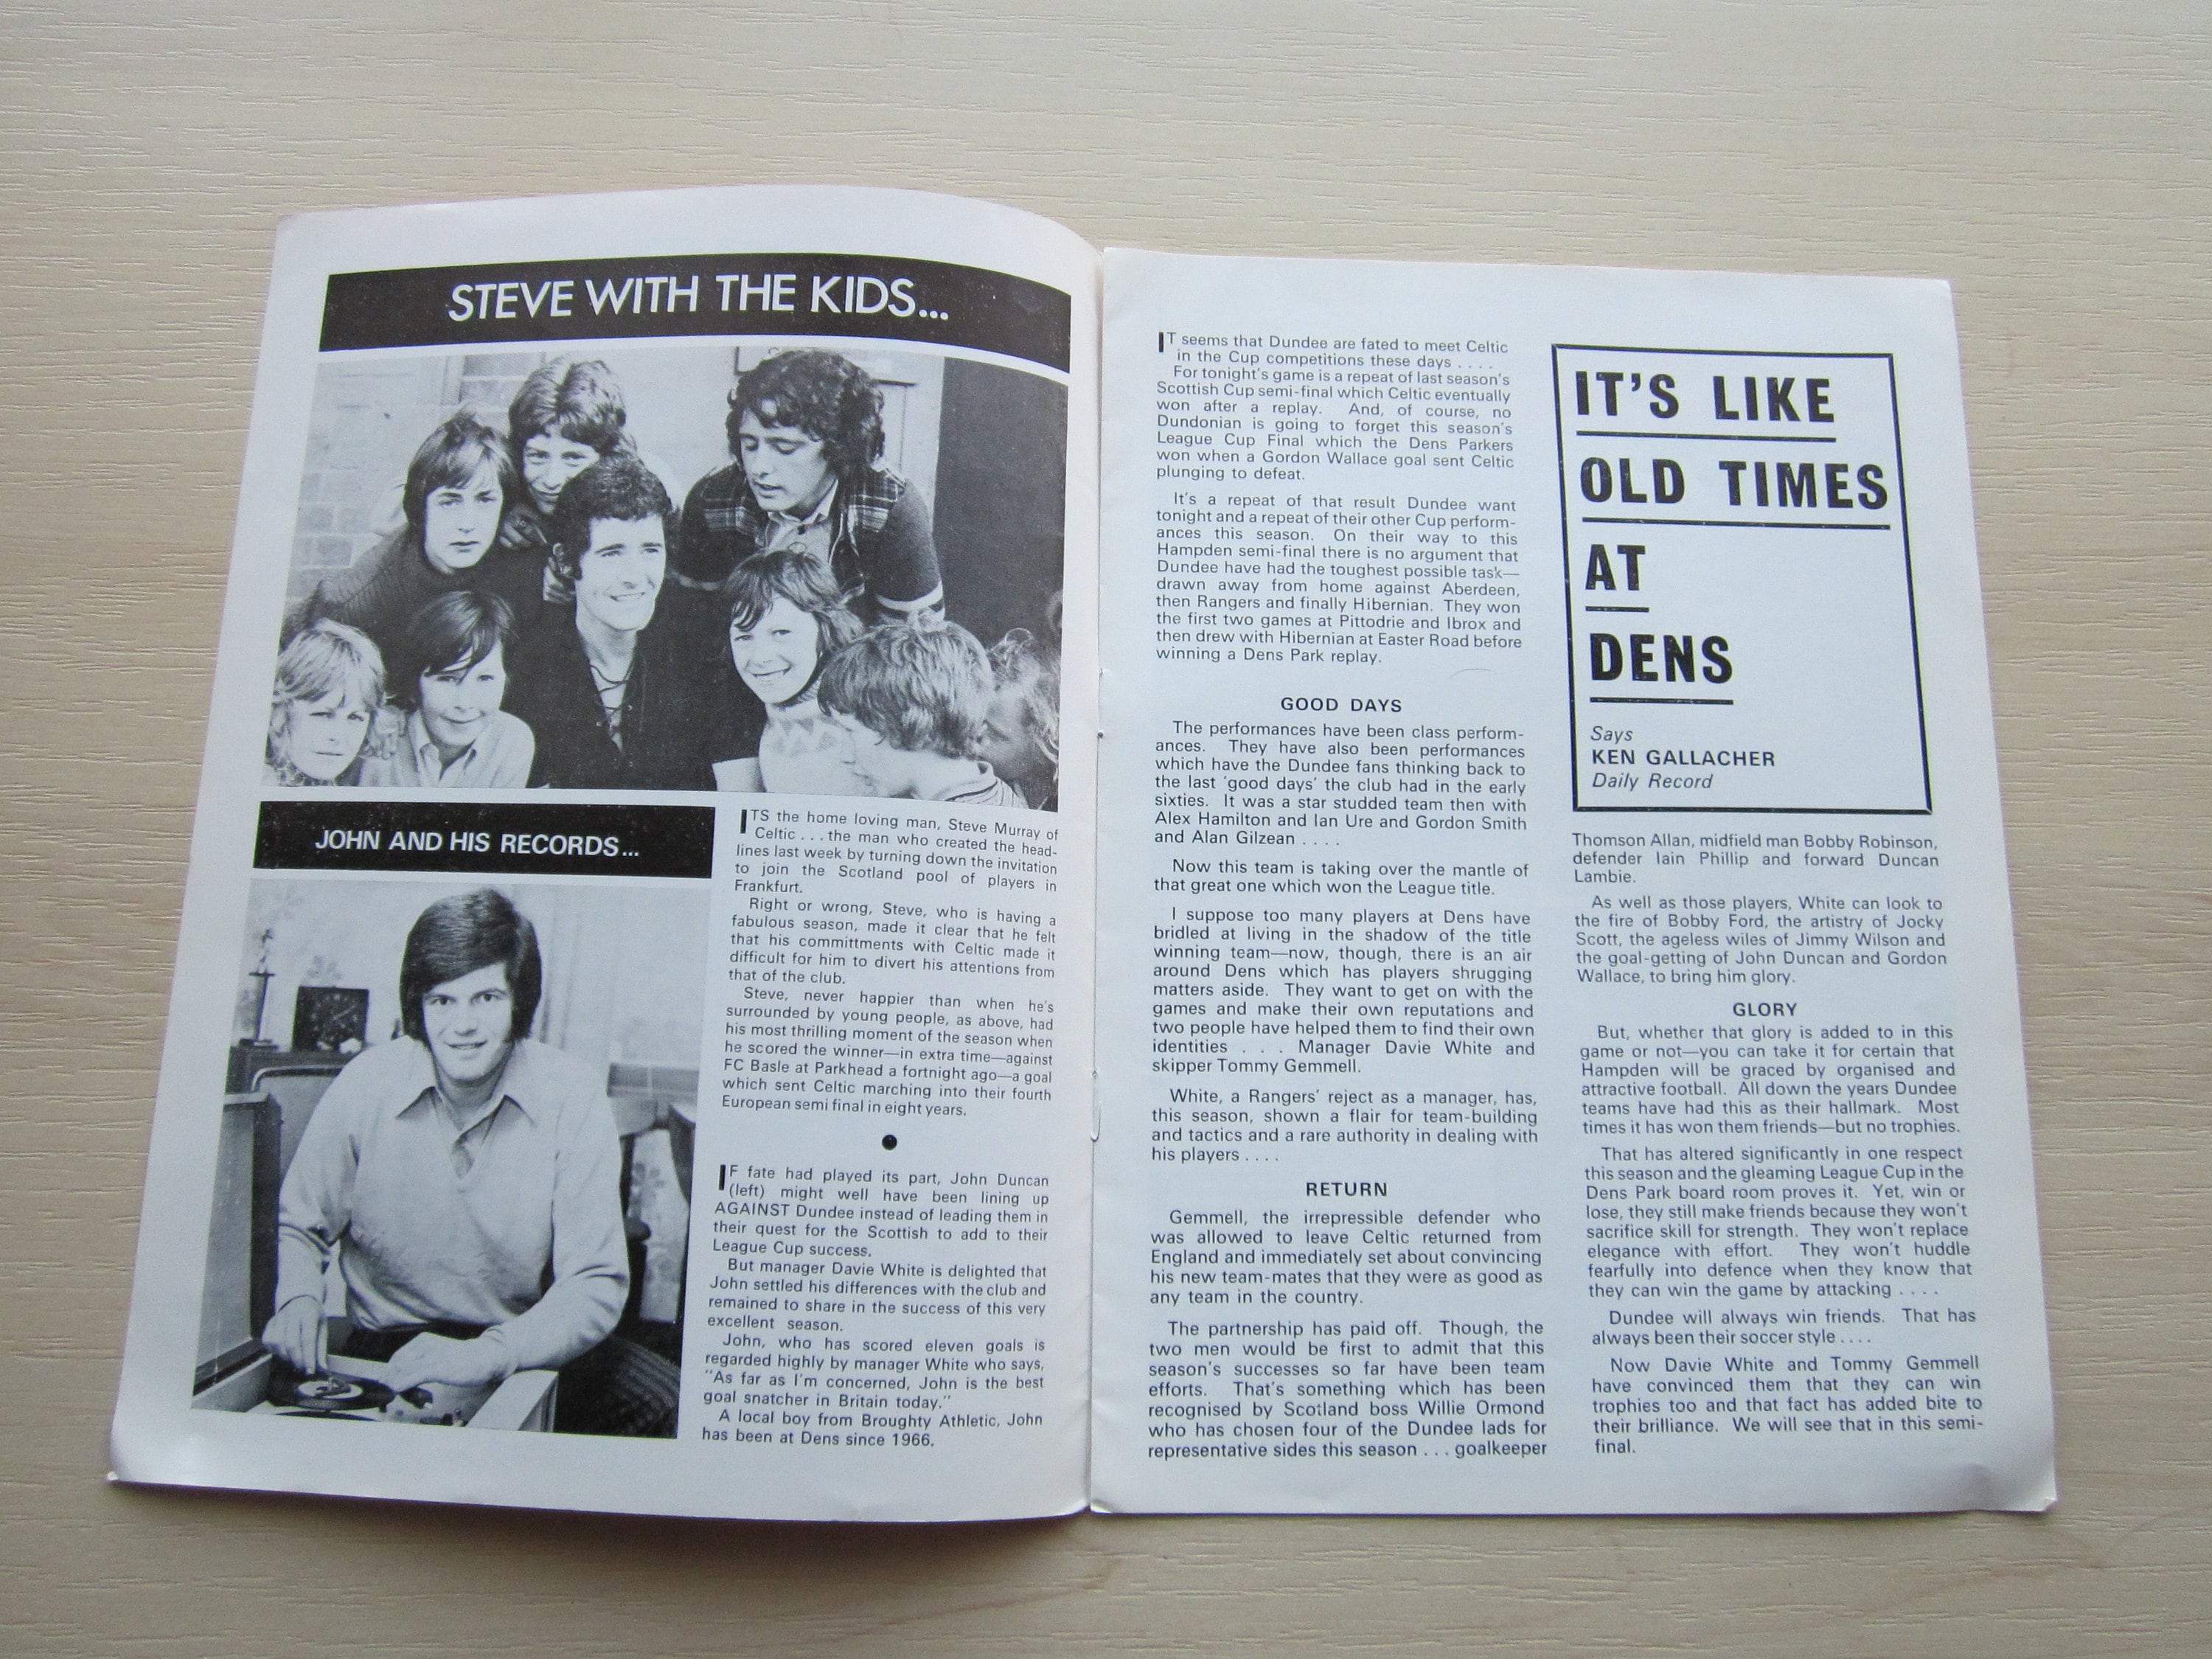 STEVE WITH THE KIDS...
JOHN AND HIS RECORDS...
ITS the home loving man, Steve Murray of
Celtic . . . the man who created the head-
lines last week by turning down the invitation
to join the Scotland pool of players in
Frankfurt.
Right or wrong, Steve, who is having a
fabulous season, made it clear that he felt
that his committments with Celtic made it
difficult for him to divert his attentions from
that of the club.
Steve, never happier than when he's
surrounded by young people, as above, had
his most thrilling moment of the season when
he scored the winner—in extra time—against
FC Basle at Parkhead a fortnight ago—a goal
which sent Celtic marching into their fourth
European semi final in eight years.
IF fate had played its part, John Duncan
(left) might well have been lining up
AGAINST Dundee instead of leading them in
their quest for the Scottish to add to their
League Cup success.
But manager Davie White is delighted that
John settled his differences with the club and
remained to share in the success of this very
excellent season.
John, who has scored eleven goals is
regarded highly by manager White who says,
"As far as I'm concerned, John is the best
goal snatcher in Britain today."
A local boy from Broughty Athletic, John
has been at Dens since 1966.
IT seems that Dundee are fated to meet Celtic
in the Cup competitions these days . . . .
For tonight's game is a repeat of last season's
Scottish Cup semi-final which Celtic eventually
won after a replay. And, of course, no
Dundonian is going to forget this season's
League Cup Final which the Dens Parkers
won when a Gordon Wallace goal sent Celtic
plunging to defeat.
It's a repeat of that result Dundee want
tonight and a repeat of their other Cup perform-
ances this season. On their way to this
Hampden semi-final there is no argument that
Dundee have had the toughest possible task—
drawn away from home against Aberdeen,
then Rangers and finally Hibernian. They won
the first two games at Pittodrie and Ibrox and
then drew with Hibernian at Easter Road before
winning a Dens Park replay.
GOOD DAYS
The performances have been class perform-
ances. They have also been performances
which have the Dundee fans thinking back to
the last 'good days' the club had in the early
sixties. It was a star studded team then with
Alex Hamilton and Ian Ure and Gordon Smith
and Alan Gilzean . . . .
Now this team is taking over the mantle of
that great one which won the League title.
I suppose too many players at Dens have
bridled at living in the shadow of the title
winning team—now, though, there is an air
around Dens which has players shrugging
matters aside. They want to get on with the
games and make their own reputations and
two people have helped them to find their own
identities . . . Manager Davie White and
skipper Tommy Gemmell.
White, a Rangers' reject as a manager, has,
this season, shown a flair for team-building
and tactics and a rare authority in dealing with
his players . . . .
RETURN
Gemmell, the irrepressible defender who
was allowed to leave Celtic returned from
England and immediately set about convincing
his new team-mates that they were as good as
any team in the country.
The partnership has paid off. Though, the
two men would be first to admit that this
season's successes so far have been team
efforts. That's something which has been
recognised by Scotland boss Willie Ormond
who has chosen four of the Dundee lads for
representative sides this season . . . goalkeeper
IT'S LIKE
OLD TIMES
AT
DENS
Says
KEN GALLACHER
Daily Record
Thomson Allan, midfield man Bobby Robinson,
defender Iain Phillip and forward Duncan
Lambie.
As well as those players, White can look to
the fire of Bobby Ford, the artistry of Jocky
Scott, the ageless wiles of Jimmy Wilson and
the goal-getting of John Duncan and Gordon
Wallace, to bring him glory.
GLORY
But, whether that glory is added to in this
game or not—you can take it for certain that
Hampden will be graced by organised and
attractive football. All down the years Dundee
teams have had this as their hallmark. Most
times it has won them friends—but no trophies.
That has altered significantly in one respect
this season and the gleaming League Cup in the
Dens Park board room proves it. Yet, win or
lose, they still make friends because they won't
sacrifice skill for strength. They won't replace
elegance with effort. They won't huddle
fearfully into defence when they know that
they can win the game by attacking . . . .
Dundee will always win friends. That has
always been their soccer style . . . .
Now Davie White and Tommy Gemmell
have convinced them that they can win
trophies too and that fact has added bite to
their brilliance. We will see that in this semi-
final.